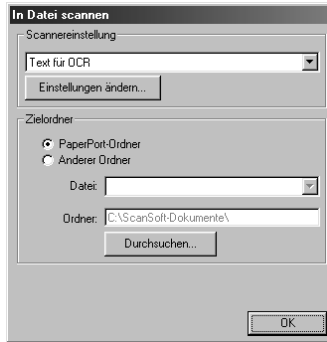 In Datei scannen
Scannereinstellung
Text für OCR
Einstellungen ändern...
Zielordner
PaperPort-Ordner
Anderer Ordner
Datei:
Ordner: C:\ScanSoft-Dokumente\
Durchsuchen...
OK